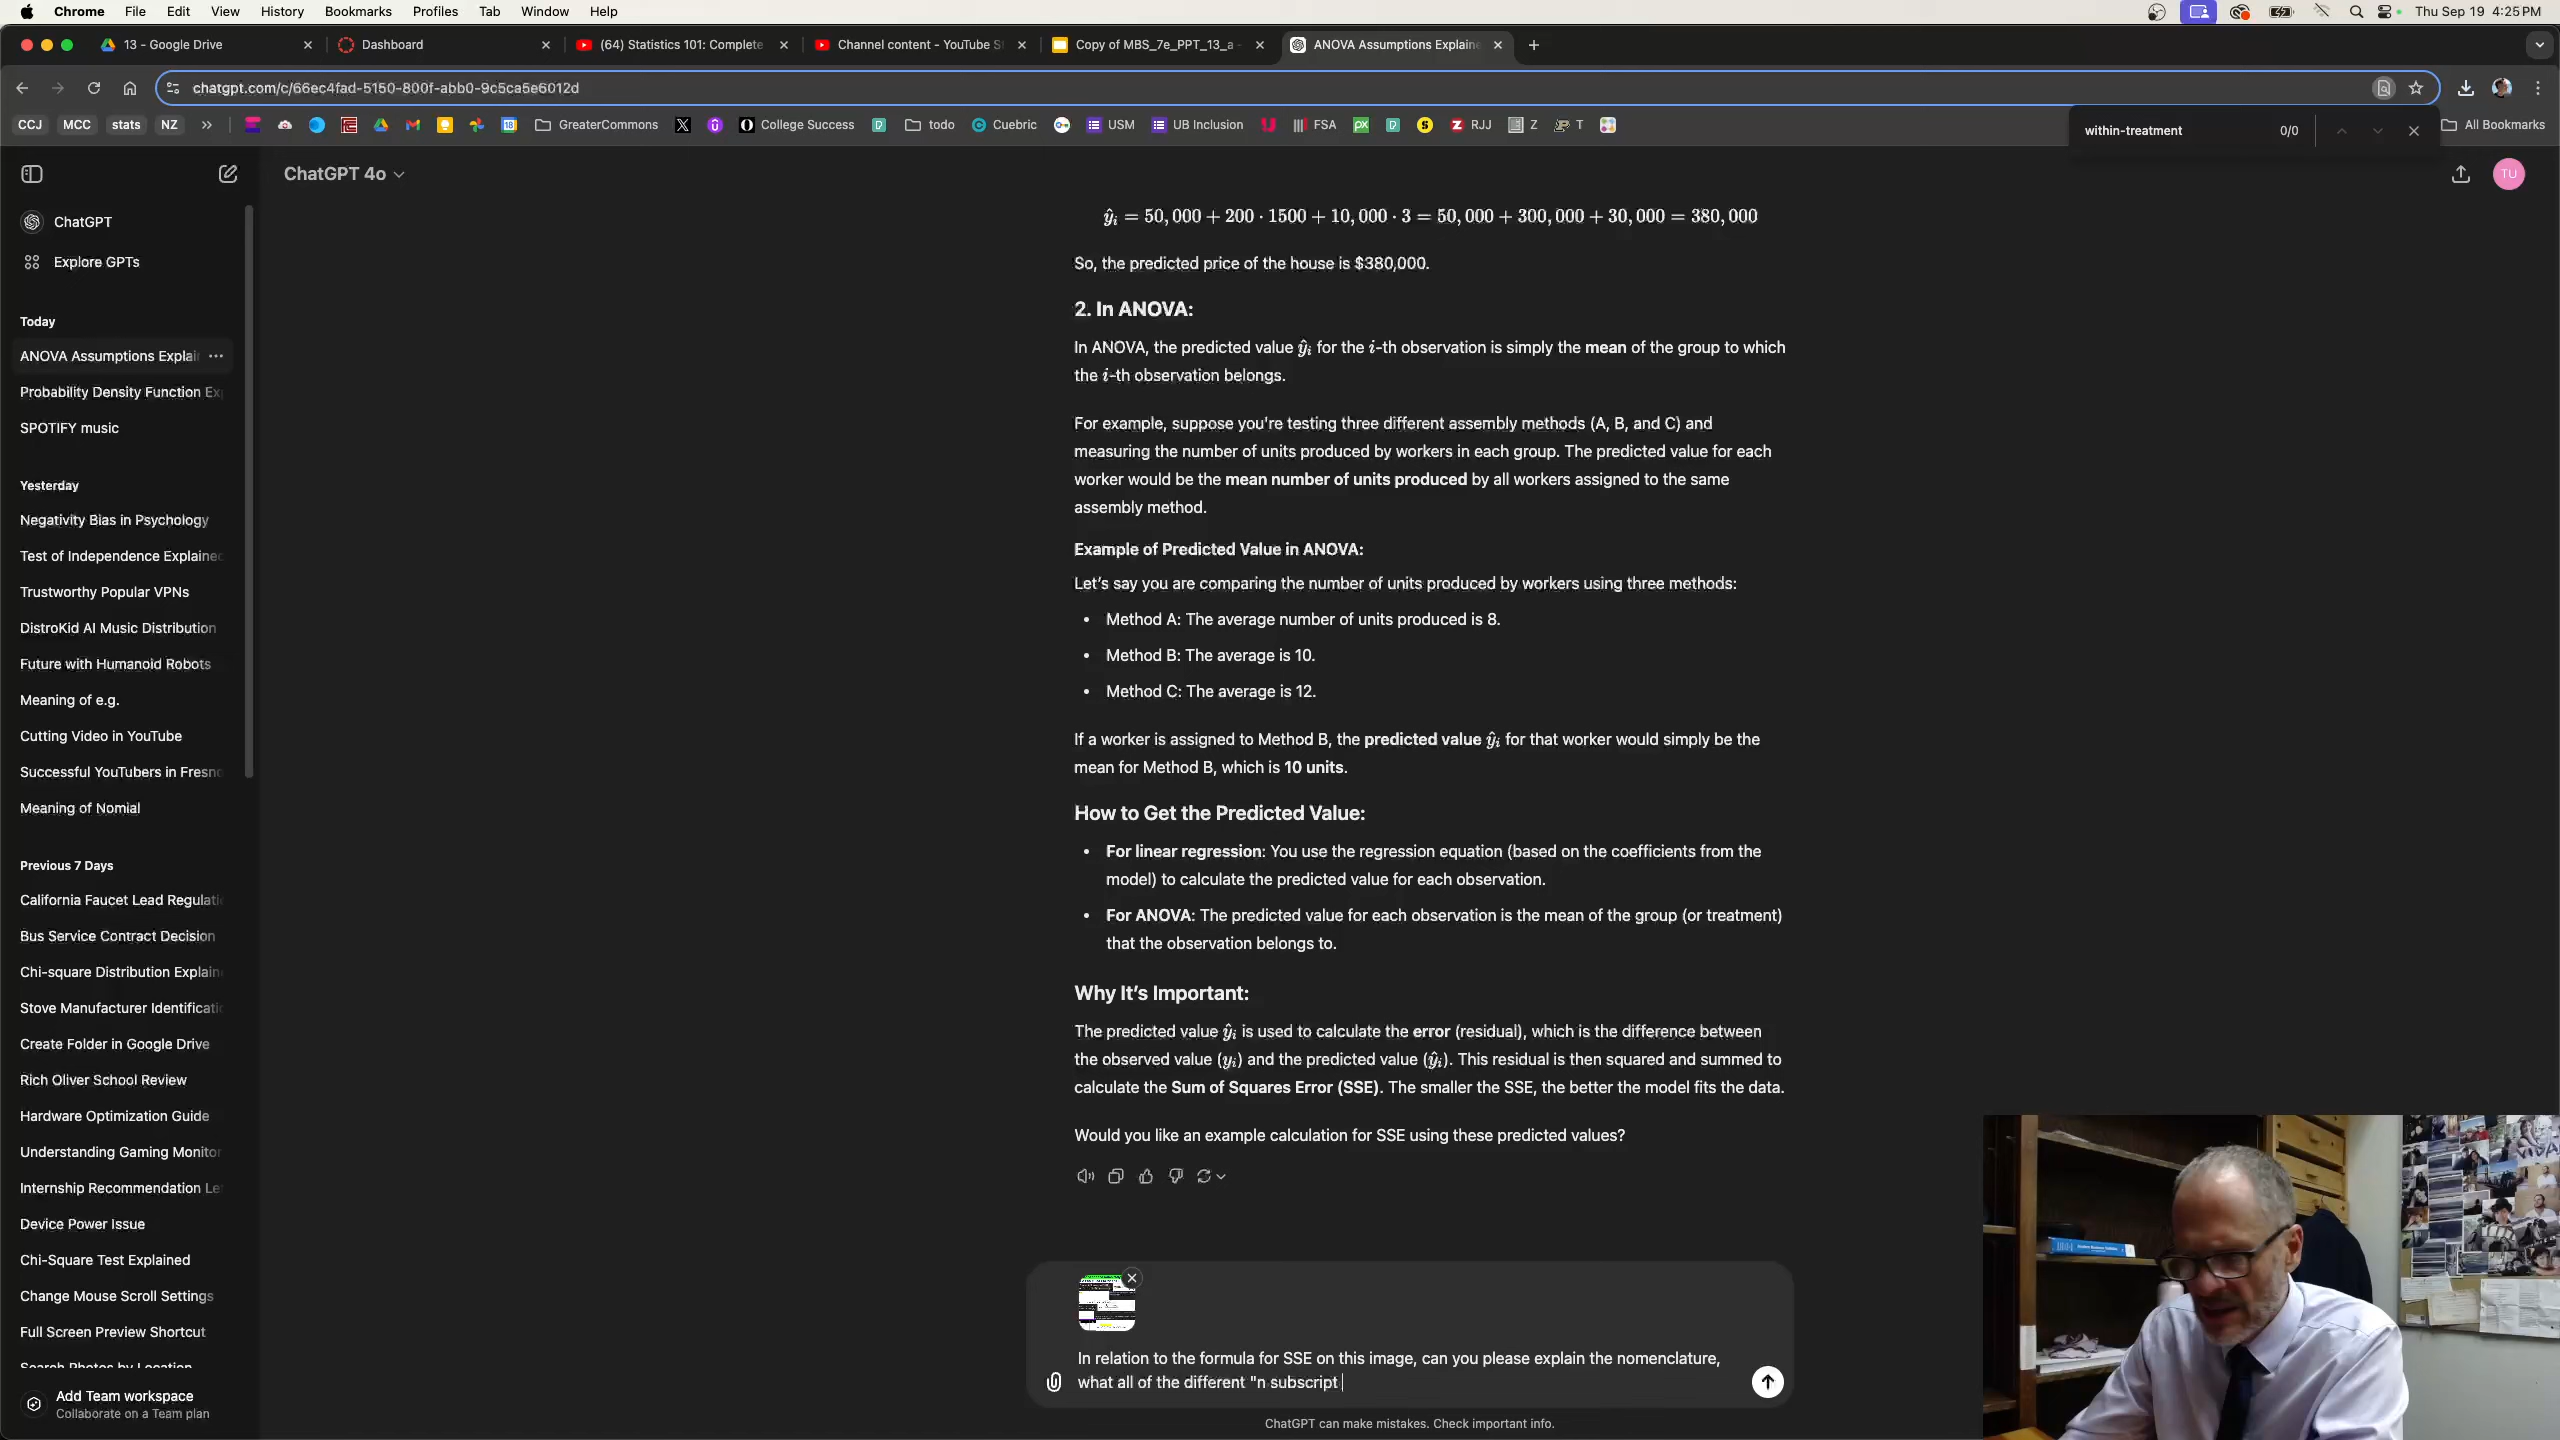 Chrome File Edit View History Bookmarks Profiles Tab Window Help Thu Sep 19 4:25 PM
13 - Google Drive Dashboard (64) Statistics 101: Complete Channel content - YouTube S Copy of MBS_7e_PPT_13_a - ANOVA Assumptions Explain
chatgpt.com/c/66ec4fad-5150-800f-abb0-9c5ca5e6012d
CCJ MCC stats NZ » GreaterCommons College Success todo Cuebric USM UB Inclusion FSA RJJ Z T All Bookmarks
within-treatment 0/0
ChatGPT 4o
TU
ChatGPT
Explore GPTs
Today
ANOVA Assumptions Explai
Probability Density Function Ex
SPOTIFY music
Yesterday
Negativity Bias in Psychology
Test of Independence Explained
Trustworthy Popular VPNs
DistroKid AI Music Distribution
Future with Humanoid Robots
Meaning of e.g.
Cutting Video in YouTube
Successful YouTubers in Fresno
Meaning of Nomial
Previous 7 Days
California Faucet Lead Regulati
Bus Service Contract Decision
Chi-square Distribution Explain
Stove Manufacturer Identificati
Create Folder in Google Drive
Rich Oliver School Review
Hardware Optimization Guide
Understanding Gaming Monitor
Internship Recommendation Le
Device Power Issue
Chi-Square Test Explained
Change Mouse Scroll Settings
Full Screen Preview Shortcut
Search Photos by Location
Add Team workspace
Collaborate on a Team plan
ŷᵢ = 50,000 + 200 · 1500 + 10,000 · 3 = 50,000 + 300,000 + 30,000 = 380,000
So, the predicted price of the house is $380,000.
2. In ANOVA:
In ANOVA, the predicted value ŷᵢ for the i-th observation is simply the mean of the group to which
the i-th observation belongs.
For example, suppose you're testing three different assembly methods (A, B, and C) and
measuring the number of units produced by workers in each group. The predicted value for each
worker would be the mean number of units produced by all workers assigned to the same
assembly method.
Example of Predicted Value in ANOVA:
Let's say you are comparing the number of units produced by workers using three methods:
• Method A: The average number of units produced is 8.
• Method B: The average is 10.
• Method C: The average is 12.
If a worker is assigned to Method B, the predicted value ŷᵢ for that worker would simply be the
mean for Method B, which is 10 units.
How to Get the Predicted Value:
• For linear regression: You use the regression equation (based on the coefficients from the
model) to calculate the predicted value for each observation.
• For ANOVA: The predicted value for each observation is the mean of the group (or treatment)
that the observation belongs to.
Why It's Important:
The predicted value ŷᵢ is used to calculate the error (residual), which is the difference between
the observed value (yᵢ) and the predicted value (ŷᵢ). This residual is then squared and summed to
calculate the Sum of Squares Error (SSE). The smaller the SSE, the better the model fits the data.
Would you like an example calculation for SSE using these predicted values?
In relation to the formula for SSE on this image, can you please explain the nomenclature,
what all of the different "n subscript
ChatGPT can make mistakes. Check important info.